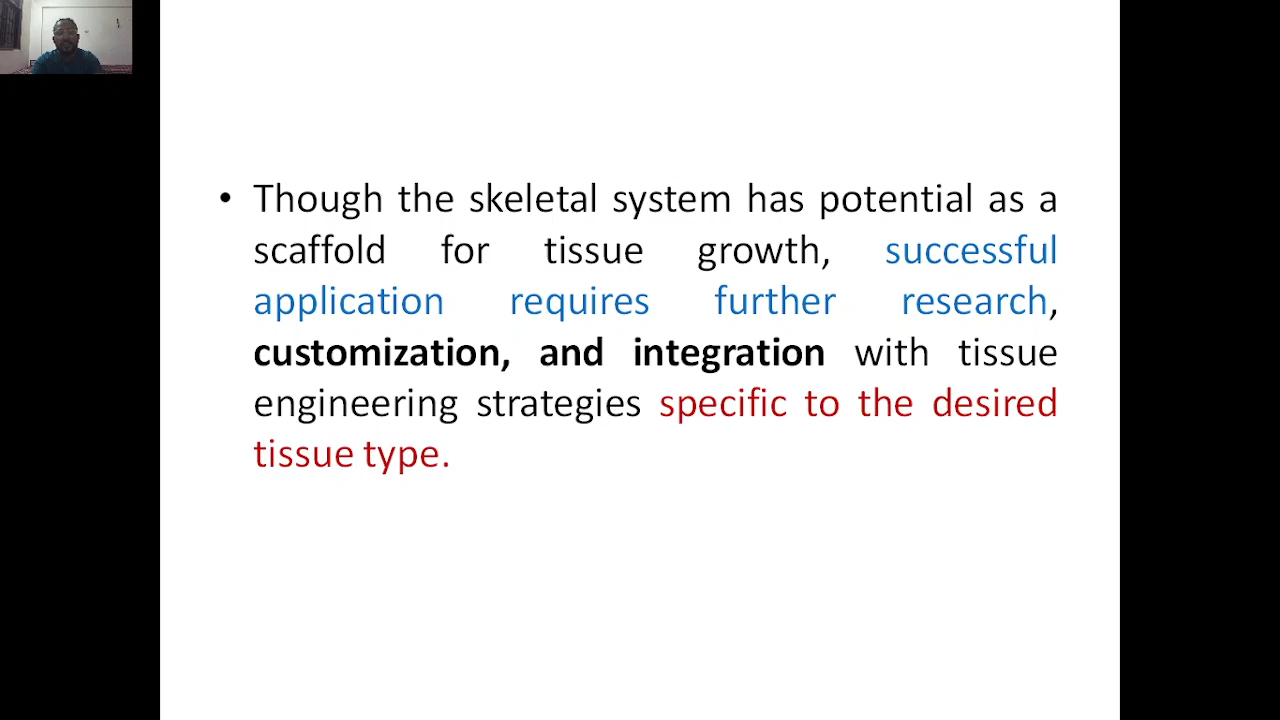 • Though the skeletal system has potential as a
scaffold for tissue growth, successful
application requires further research,
customization, and integration with tissue
engineering strategies specific to the desired
tissue type.